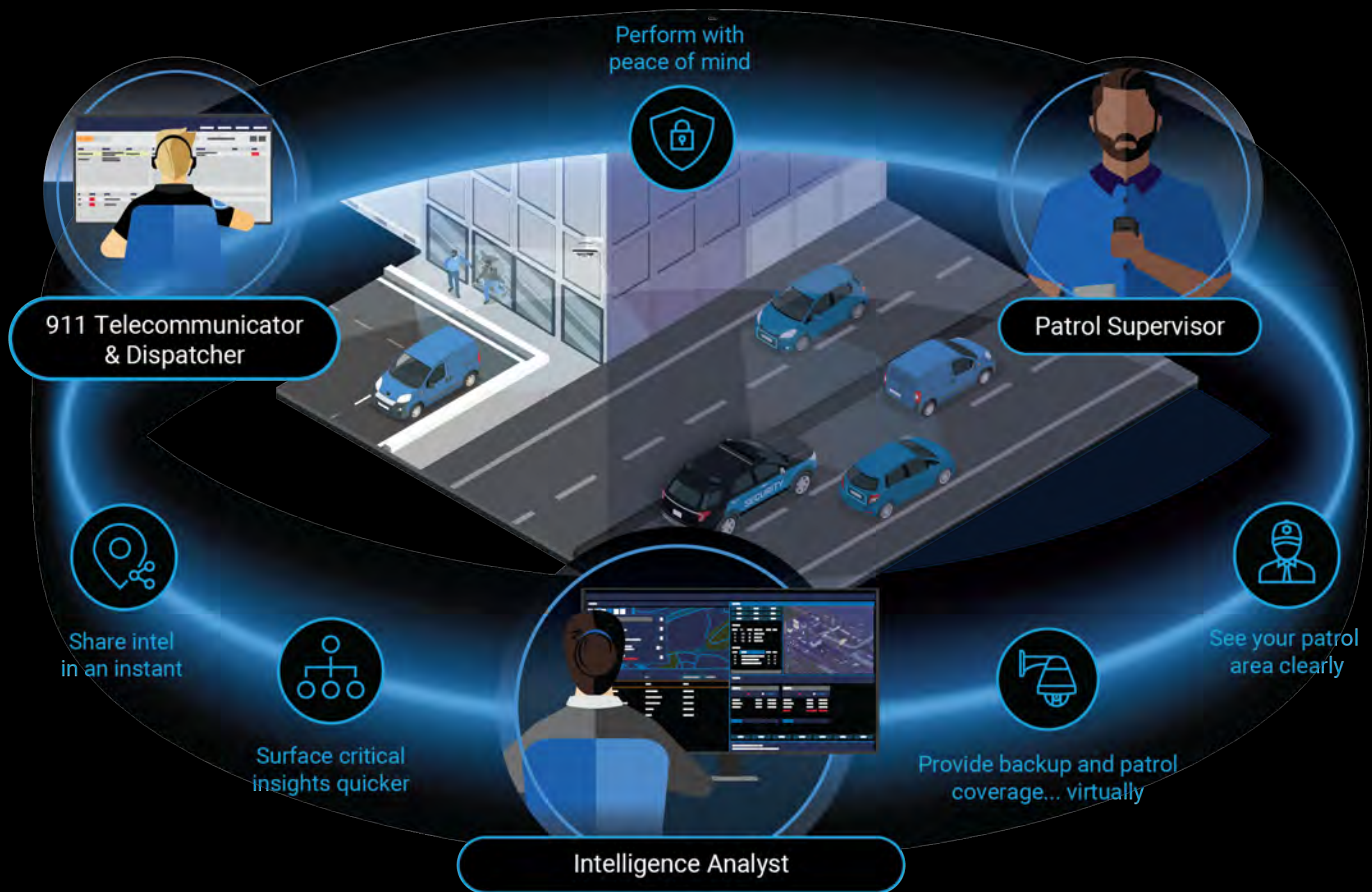 Perform with
peace of mind
911 Telecommunicator
& Dispatcher
Patrol Supervisor
SECURITY
Share intel
in an instant
See your patrol
area clearly
Surface critical
insights quicker
Provide backup and patrol
coverage... virtually
Intelligence Analyst